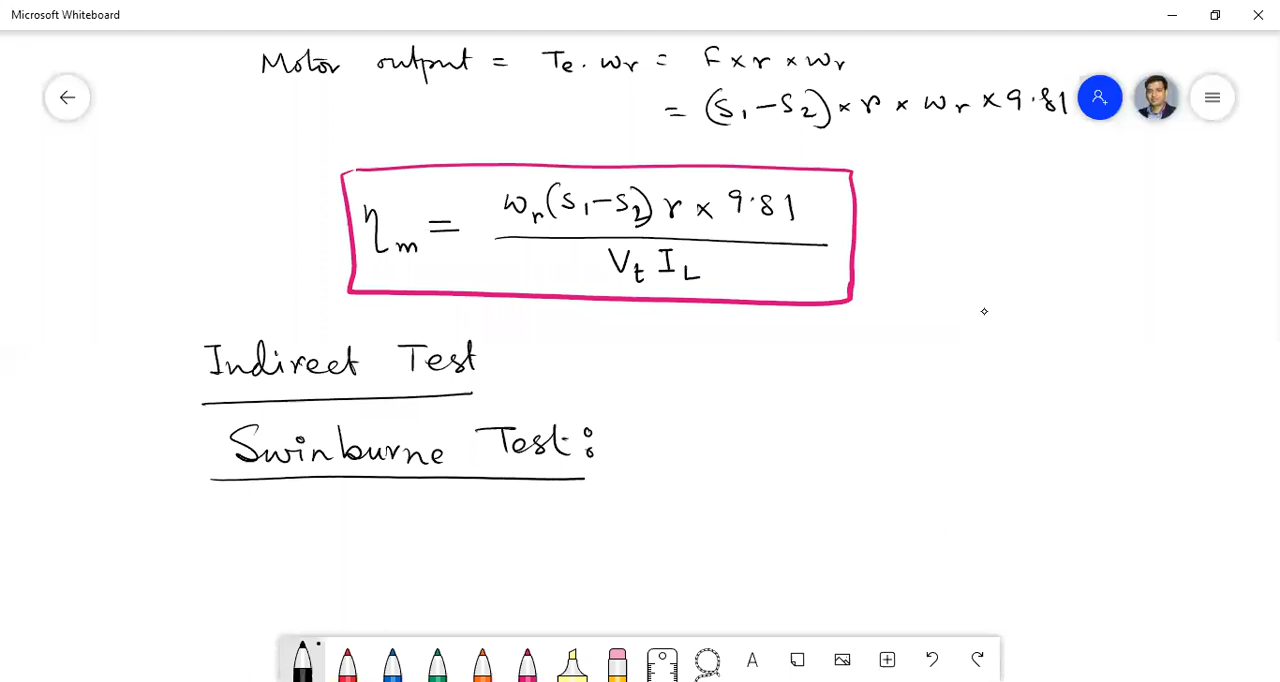 Microsoft Whiteboard
Motor output = Te. ωr = F × r × ωr
= (S₁-S₂) × r × ωr × 9.81
ηm = ωr(S₁-S₂) r × 9.81 / Vt IL
Indirect Test
Swinburne Test:
A